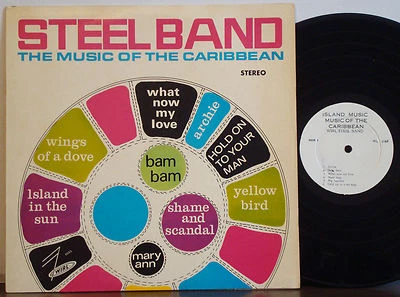 STEEL BAND
THE MUSIC OF THE CARIBBEAN
STEREO
what
now
my
love
archie
HOLD ON
TO YOUR
MAN
wings
of a dove
bam
bam
yellow
bird
Island
in the
sun
shame
and
scandal
WIRL
mary
ann
ISLAND MUSIC
MUSIC OF THE
CARIBBEAN
WIRL STEEL BAND